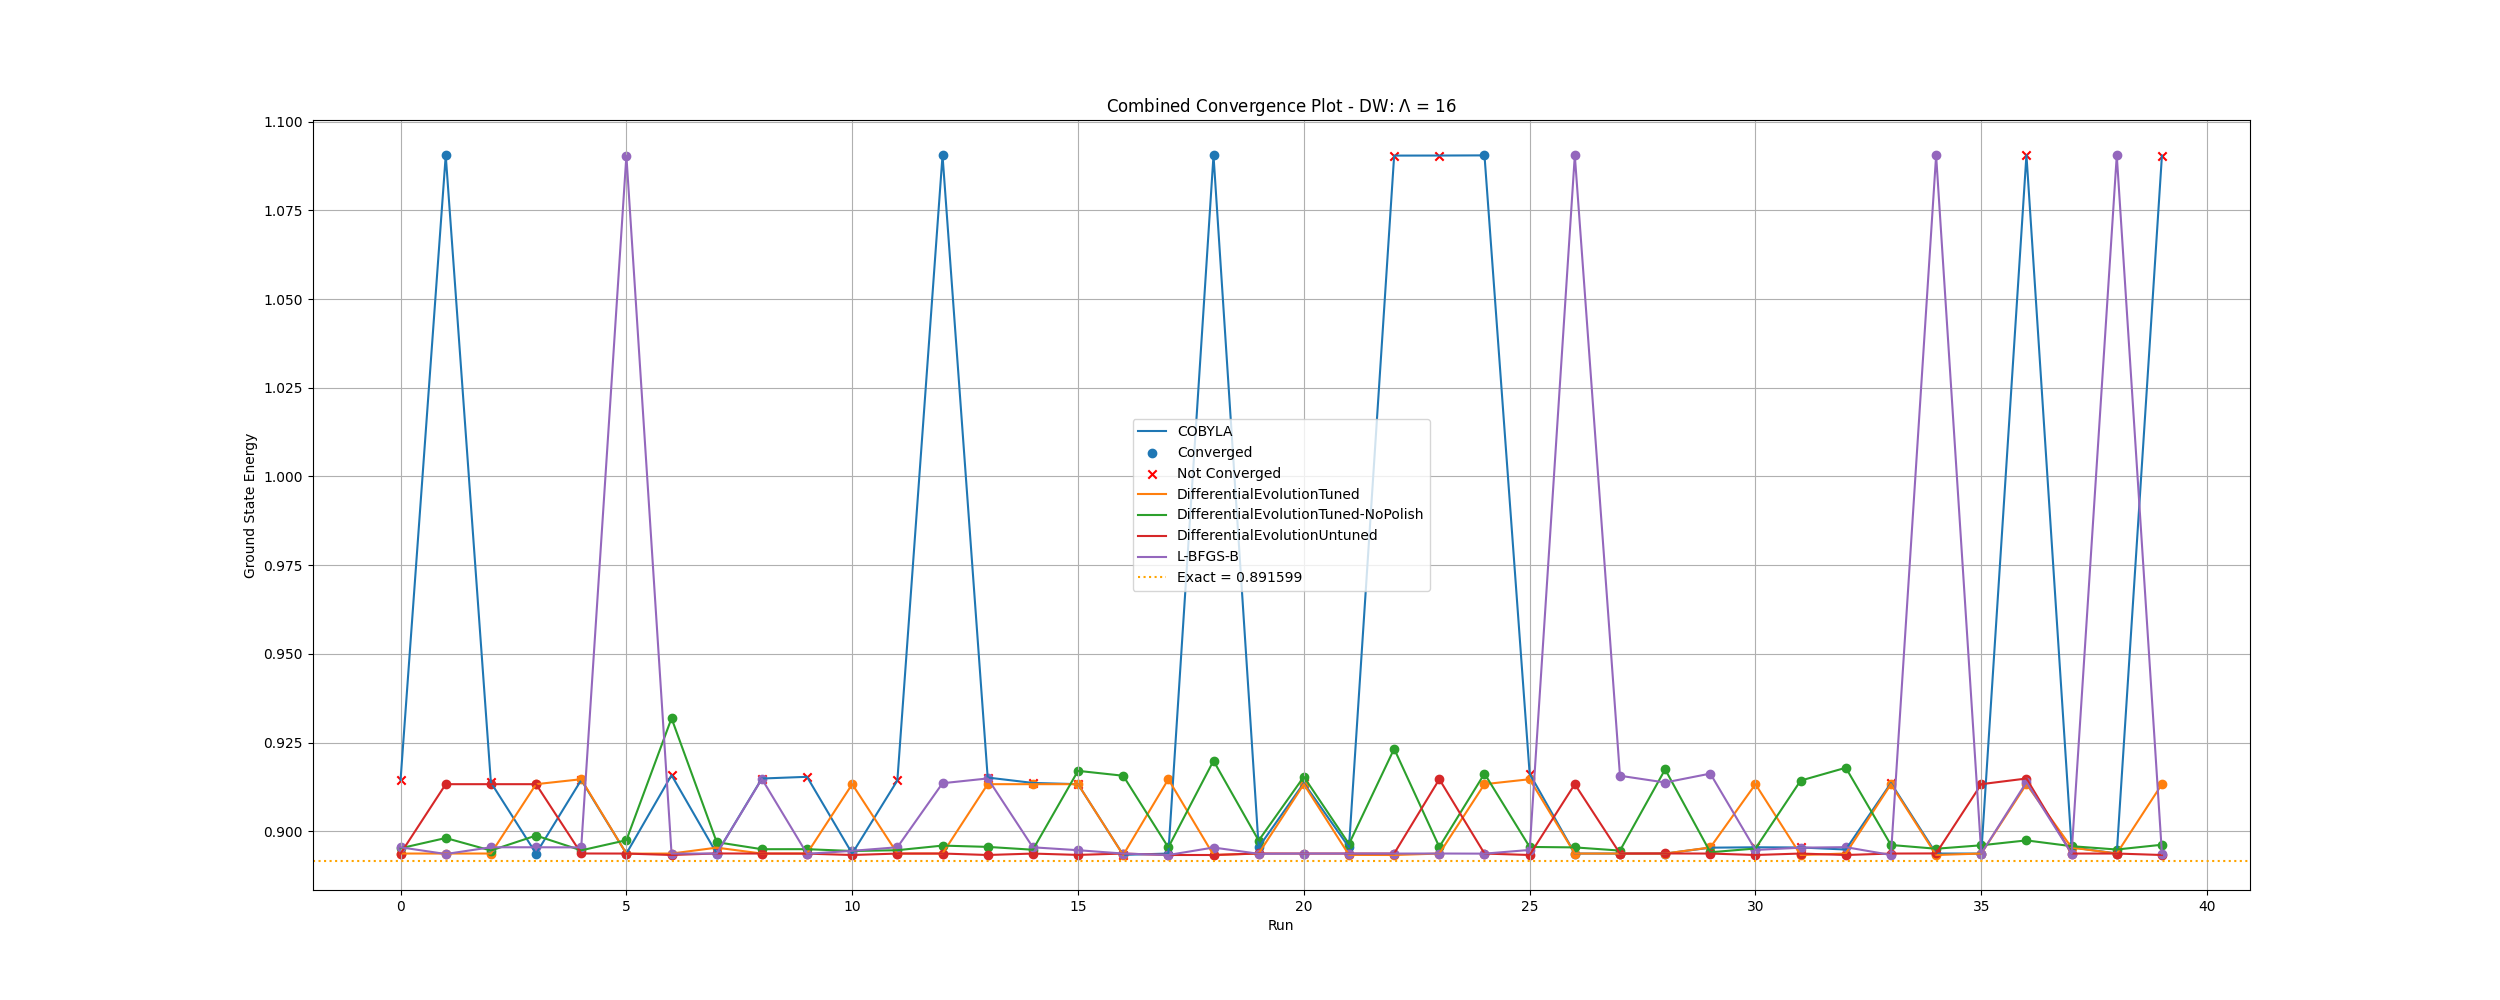 Combined Convergence Plot - DW: Λ = 16
Ground State Energy
1.100
1.075
1.050
1.025
1.000
0.975
0.950
0.925
0.900
COBYLA
Converged
Not Converged
DifferentialEvolutionTuned
DifferentialEvolutionTuned-NoPolish
DifferentialEvolutionUntuned
L-BFGS-B
Exact = 0.891599
0 5 10 15 20 25 30 35 40
Run